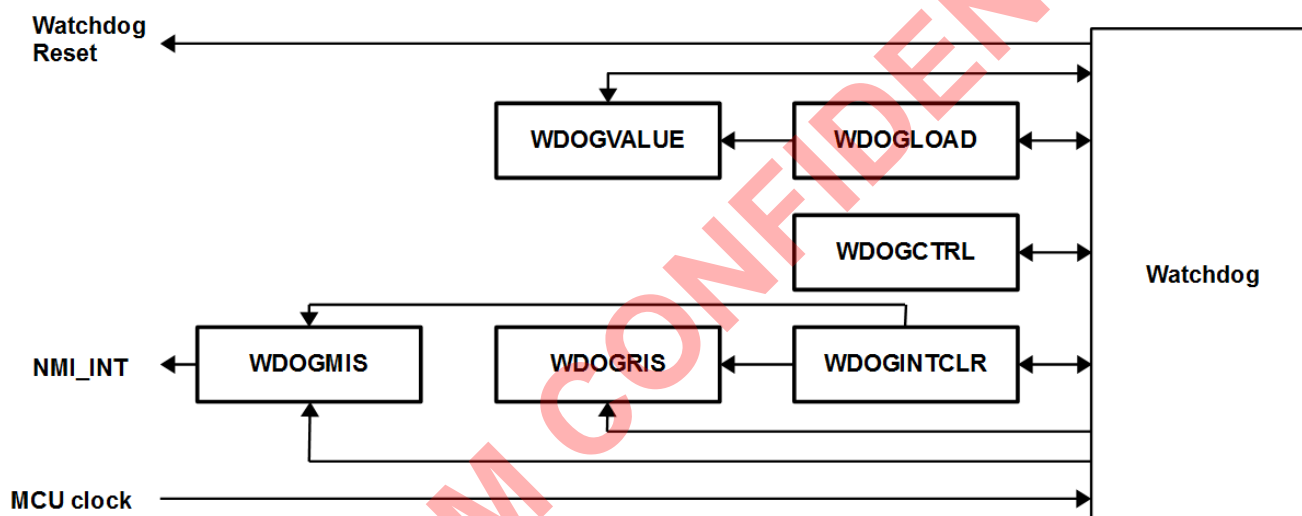 Watchdog
Reset
WDOGVALUE
WDOGLOAD
WDOGCTRL
Watchdog
NMI_INT
WDOGMIS
WDOGRIS
WDOGINTCLR
MCU clock
M CONFIDEN